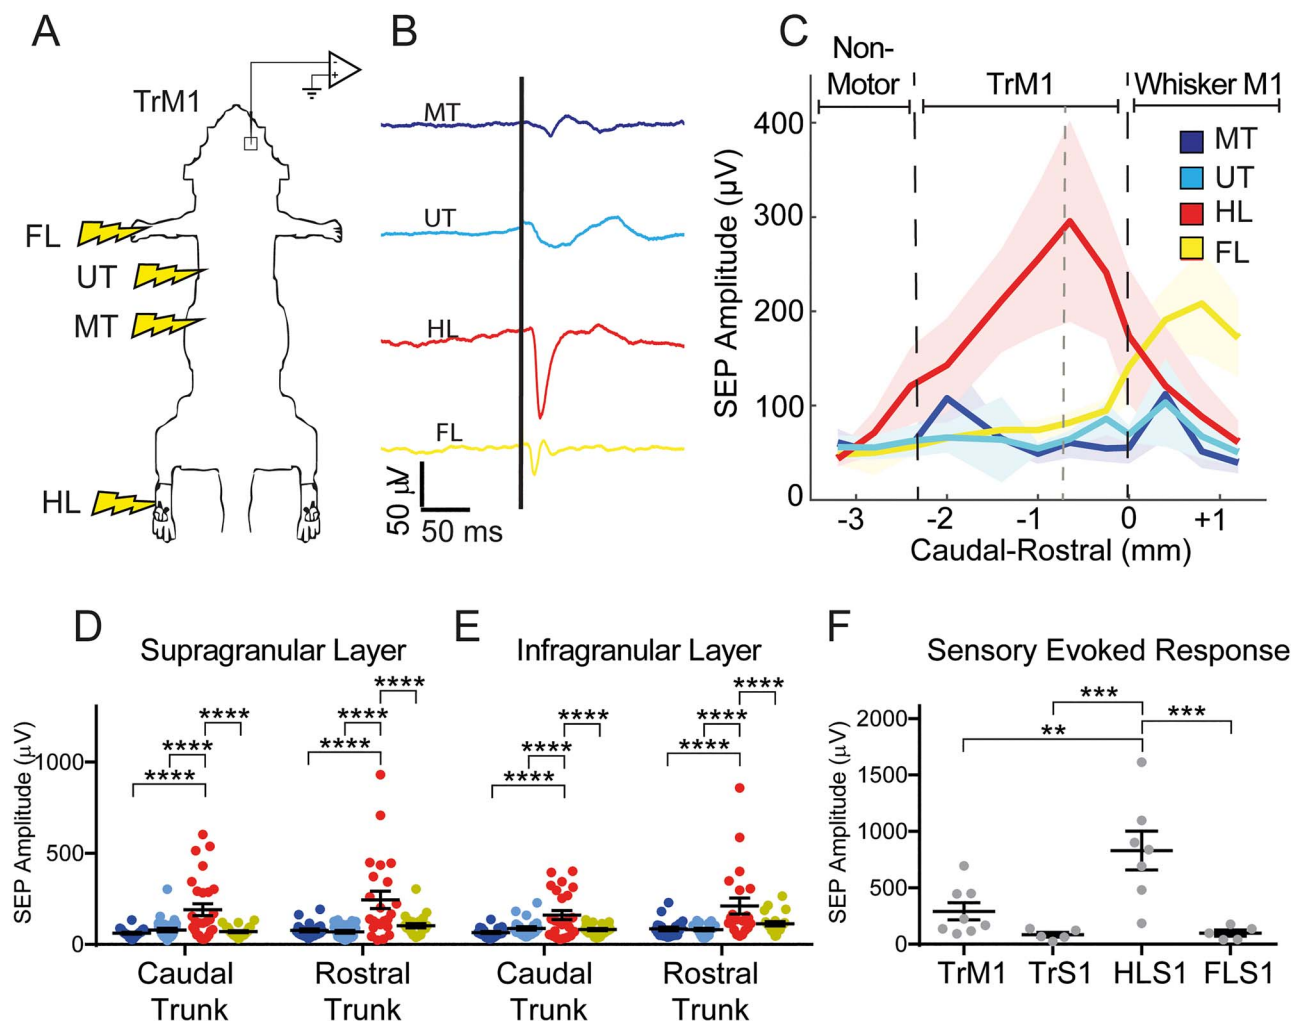 A
TrM1
-
+
FL
UT
MT
HL
B
MT
UT
HL
FL
50 µV
50 ms
C
Non-
Motor
TrM1
Whisker M1
SEP Amplitude (µV)
400
300
200
100
0
MT
UT
HL
FL
-3
-2
-1
0
+1
Caudal-Rostral (mm)
D
Supragranular Layer
SEP Amplitude (µV)
1000
500
0
****
****
****
****
****
****
Caudal
Trunk
Rostral
Trunk
E
Infragranular Layer
****
****
****
****
****
****
Caudal
Trunk
Rostral
Trunk
F
Sensory Evoked Response
SEP Amplitude (µV)
2000
1500
1000
500
0
***
**
***
TrM1
TrS1
HLS1
FLS1